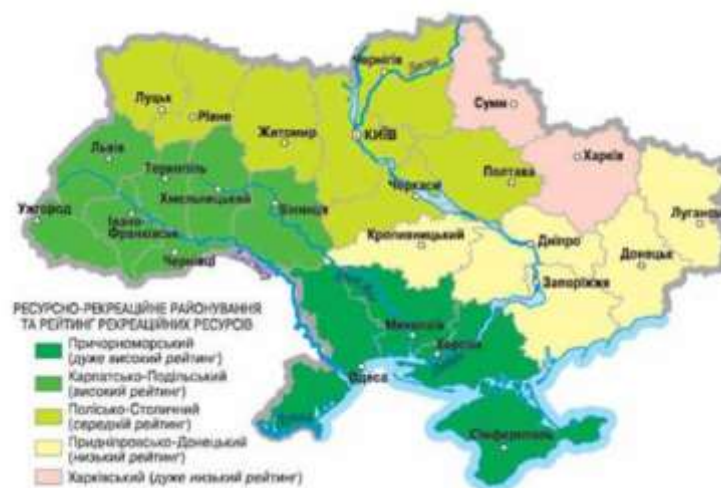 Чернігів
Десна
Луцьк
Рівне
Суми
Житомир
КИЇВ
Львів
Харків
Тернопіль
Полтава
Хмельницький
Черкаси
Ужгород
Вінниця
Івано-
Франківськ
Луганськ
Кропивницький
Дніпро
Чернівці
Донецьк
Запоріжжя
РЕСУРСНО-РЕКРЕАЦІЙНЕ РАЙОНУВАННЯ
ТА РЕЙТИНГ РЕКРЕАЦІЙНИХ РЕСУРСІВ
Причорноморський
(дуже високий рейтинг)
Карпатсько-Подільський
(високий рейтинг)
Полісько-Столичний
(середній рейтинг)
Придніпровсько-Донецький
(низький рейтинг)
Харківський (дуже низький рейтинг)
Миколаїв
Херсон
Одеса
Сімферополь